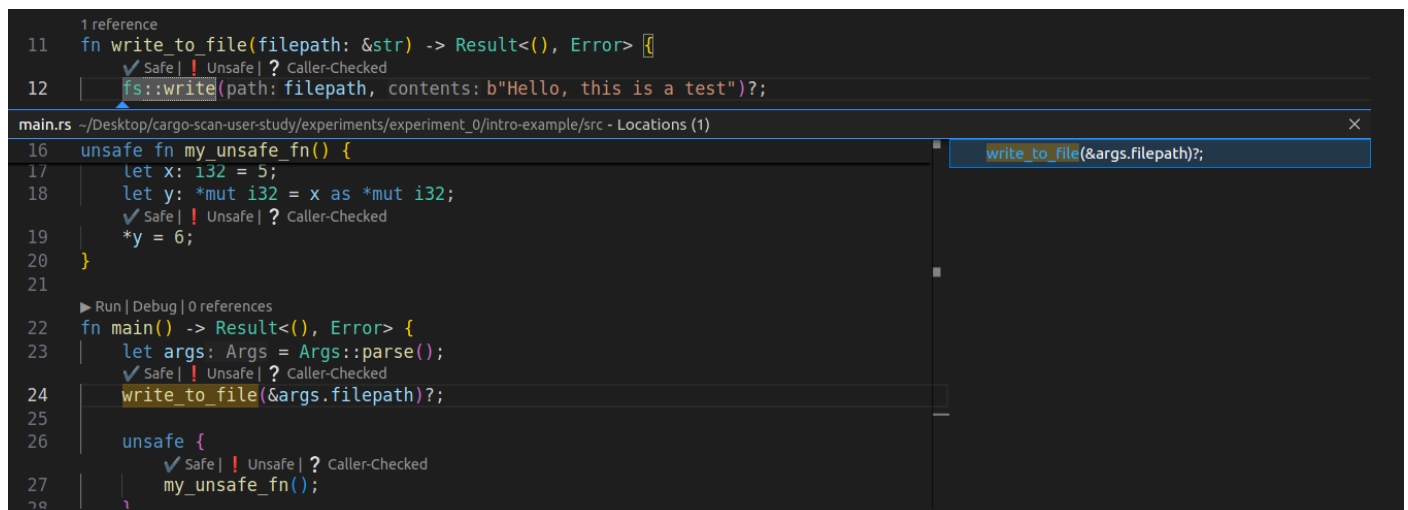 1 reference
11 fn write_to_file(filepath: &str) -> Result<(), Error> {
✔ Safe | ❗ Unsafe | ❔ Caller-Checked
12 fs::write(path: filepath, contents: b"Hello, this is a test")?;
main.rs ~/Desktop/cargo-scan-user-study/experiments/experiment_0/intro-example/src - Locations (1)
16 unsafe fn my_unsafe_fn() {
17 let x: i32 = 5;
18 let y: *mut i32 = x as *mut i32;
✔ Safe | ❗ Unsafe | ❔ Caller-Checked
19 *y = 6;
20 }
21
▶ Run | Debug | 0 references
22 fn main() -> Result<(), Error> {
23 let args: Args = Args::parse();
✔ Safe | ❗ Unsafe | ❔ Caller-Checked
24 write_to_file(&args.filepath)?;
25
26 unsafe {
✔ Safe | ❗ Unsafe | ❔ Caller-Checked
27 my_unsafe_fn();
28 }
write_to_file(&args.filepath)?;